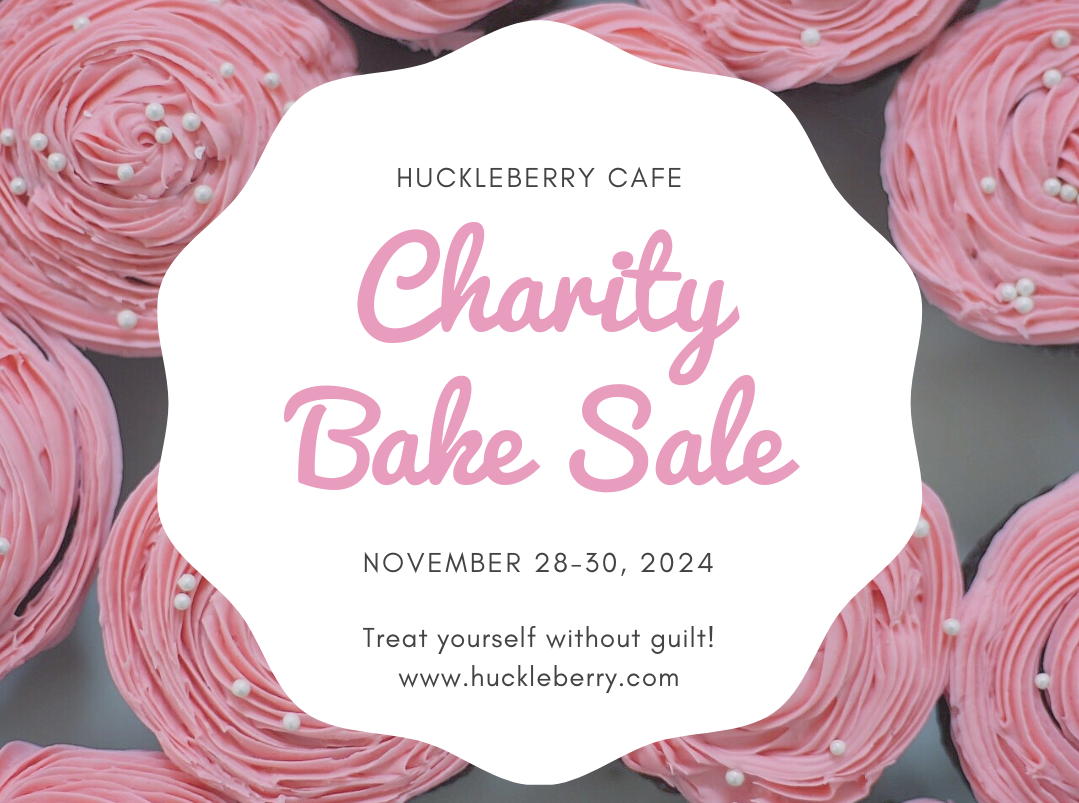 HUCKLEBERRY CAFE
Charity
Bake Sale
NOVEMBER 28-30, 2024
Treat yourself without guilt!
www.huckleberry.com